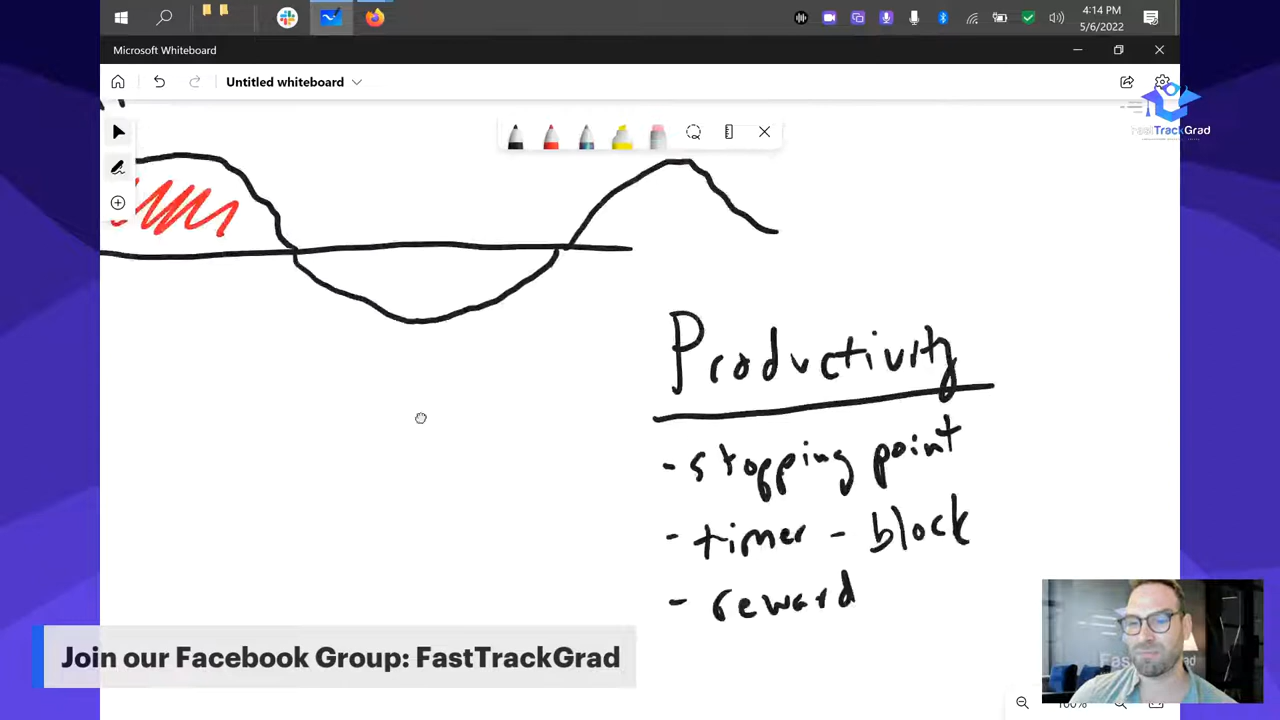 4:14 PM
5/6/2022
Microsoft Whiteboard
Untitled whiteboard
FastTrackGrad
Productivity
- stopping point
- timer - block
- reward
Join our Facebook Group: FastTrackGrad
100%